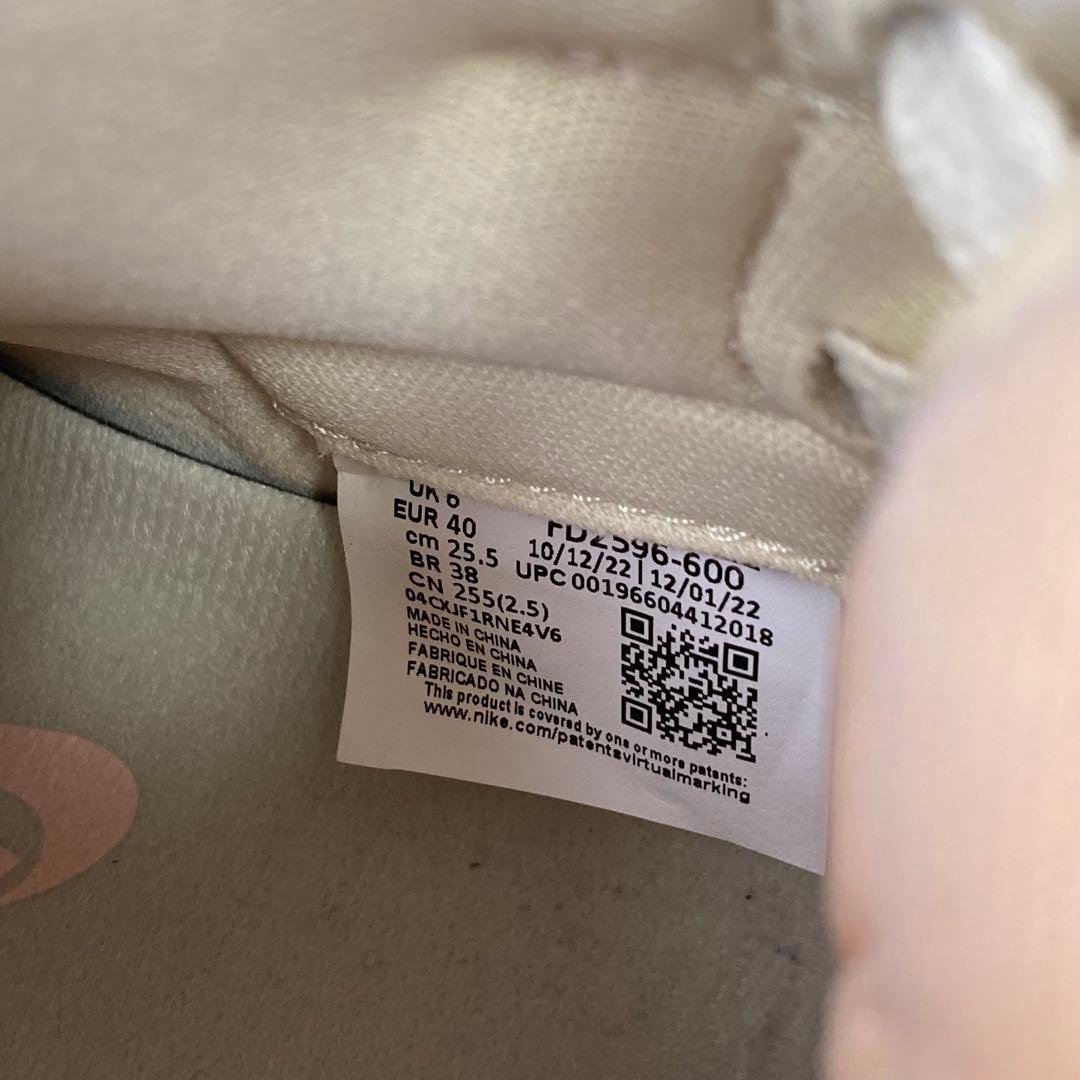 UK 6
EUR 40
cm 25.5
BR 38
CN 255(2.5)
04CXJF1RNE4V6
FD2596-600
10/12/22 | 12/01/22
UPC 00196604412018
MADE IN CHINA
HECHO EN CHINA
FABRIQUE EN CHINE
FABRICADO NA CHINA
This product is covered by one or more patents:
www.nike.com/patentsvirtualmarking